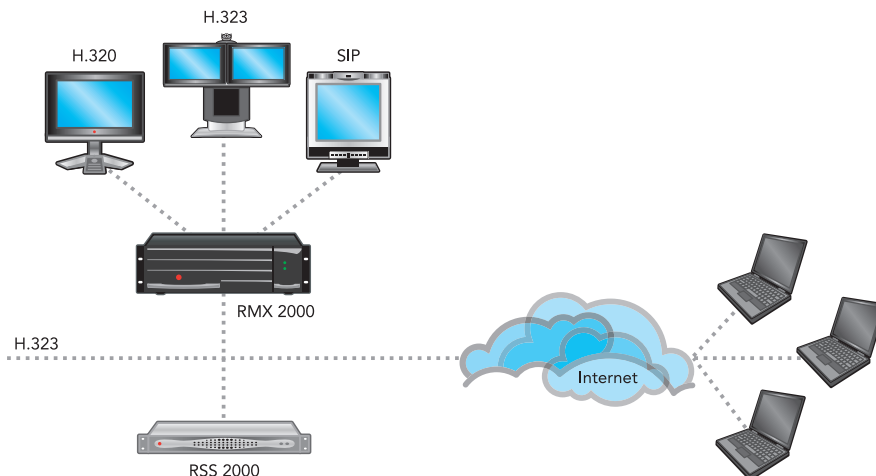 H.323
H.320
SIP
RMX 2000
H.323
Internet
RSS 2000